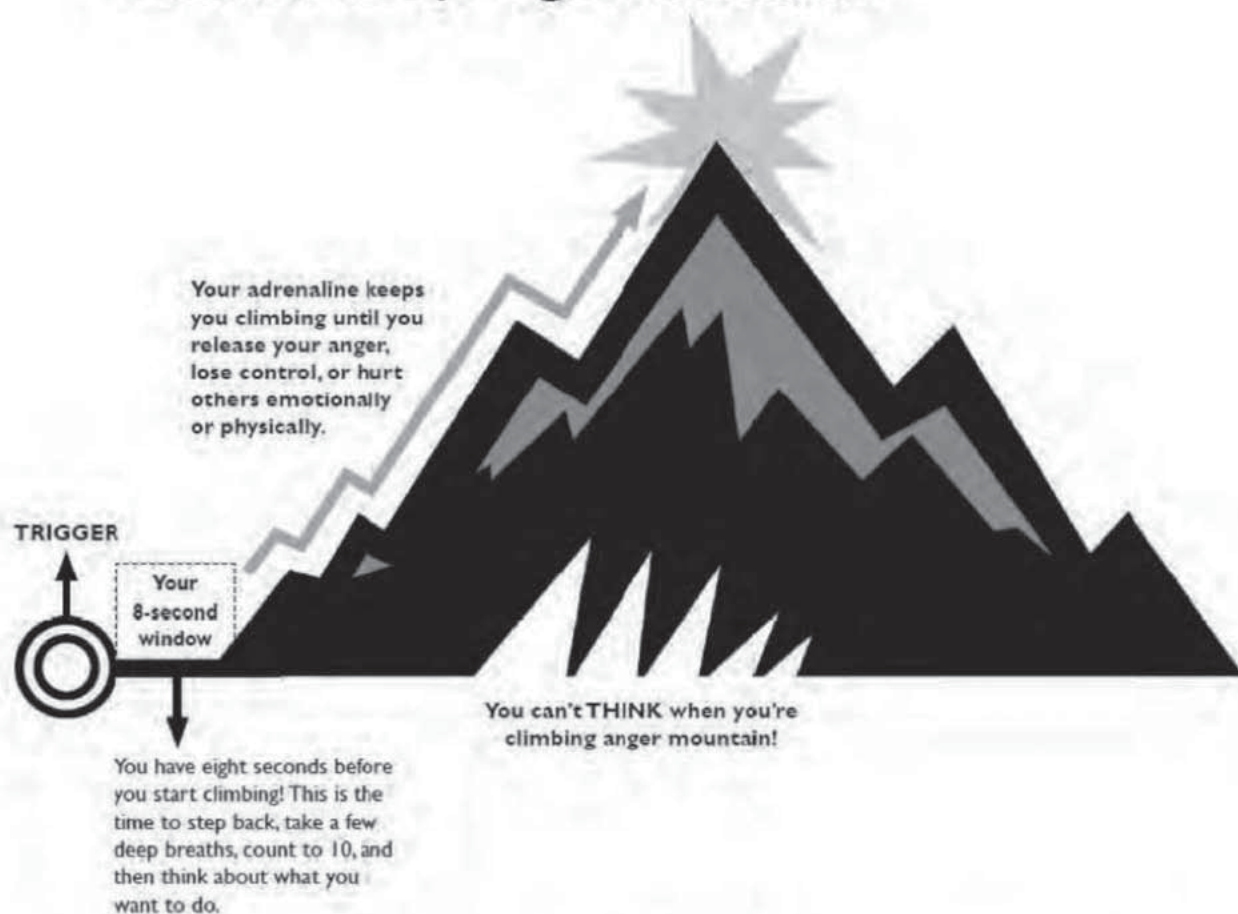 Your adrenaline keeps
you climbing until you
release your anger,
lose control, or hurt
others emotionally
or physically.
TRIGGER
Your
8-second
window
You can't THINK when you're
climbing anger mountain!
You have eight seconds before
you start climbing! This is the
time to step back, take a few
deep breaths, count to 10, and
then think about what you
want to do.